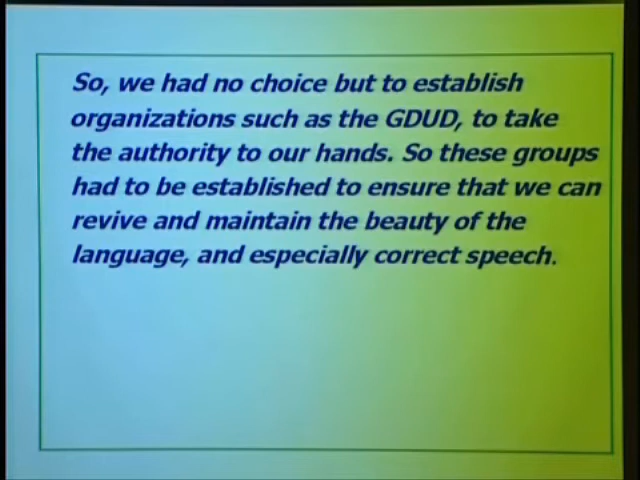 So, we had no choice but to establish
organizations such as the GDUD, to take
the authority to our hands. So these groups
had to be established to ensure that we can
revive and maintain the beauty of the
language, and especially correct speech.